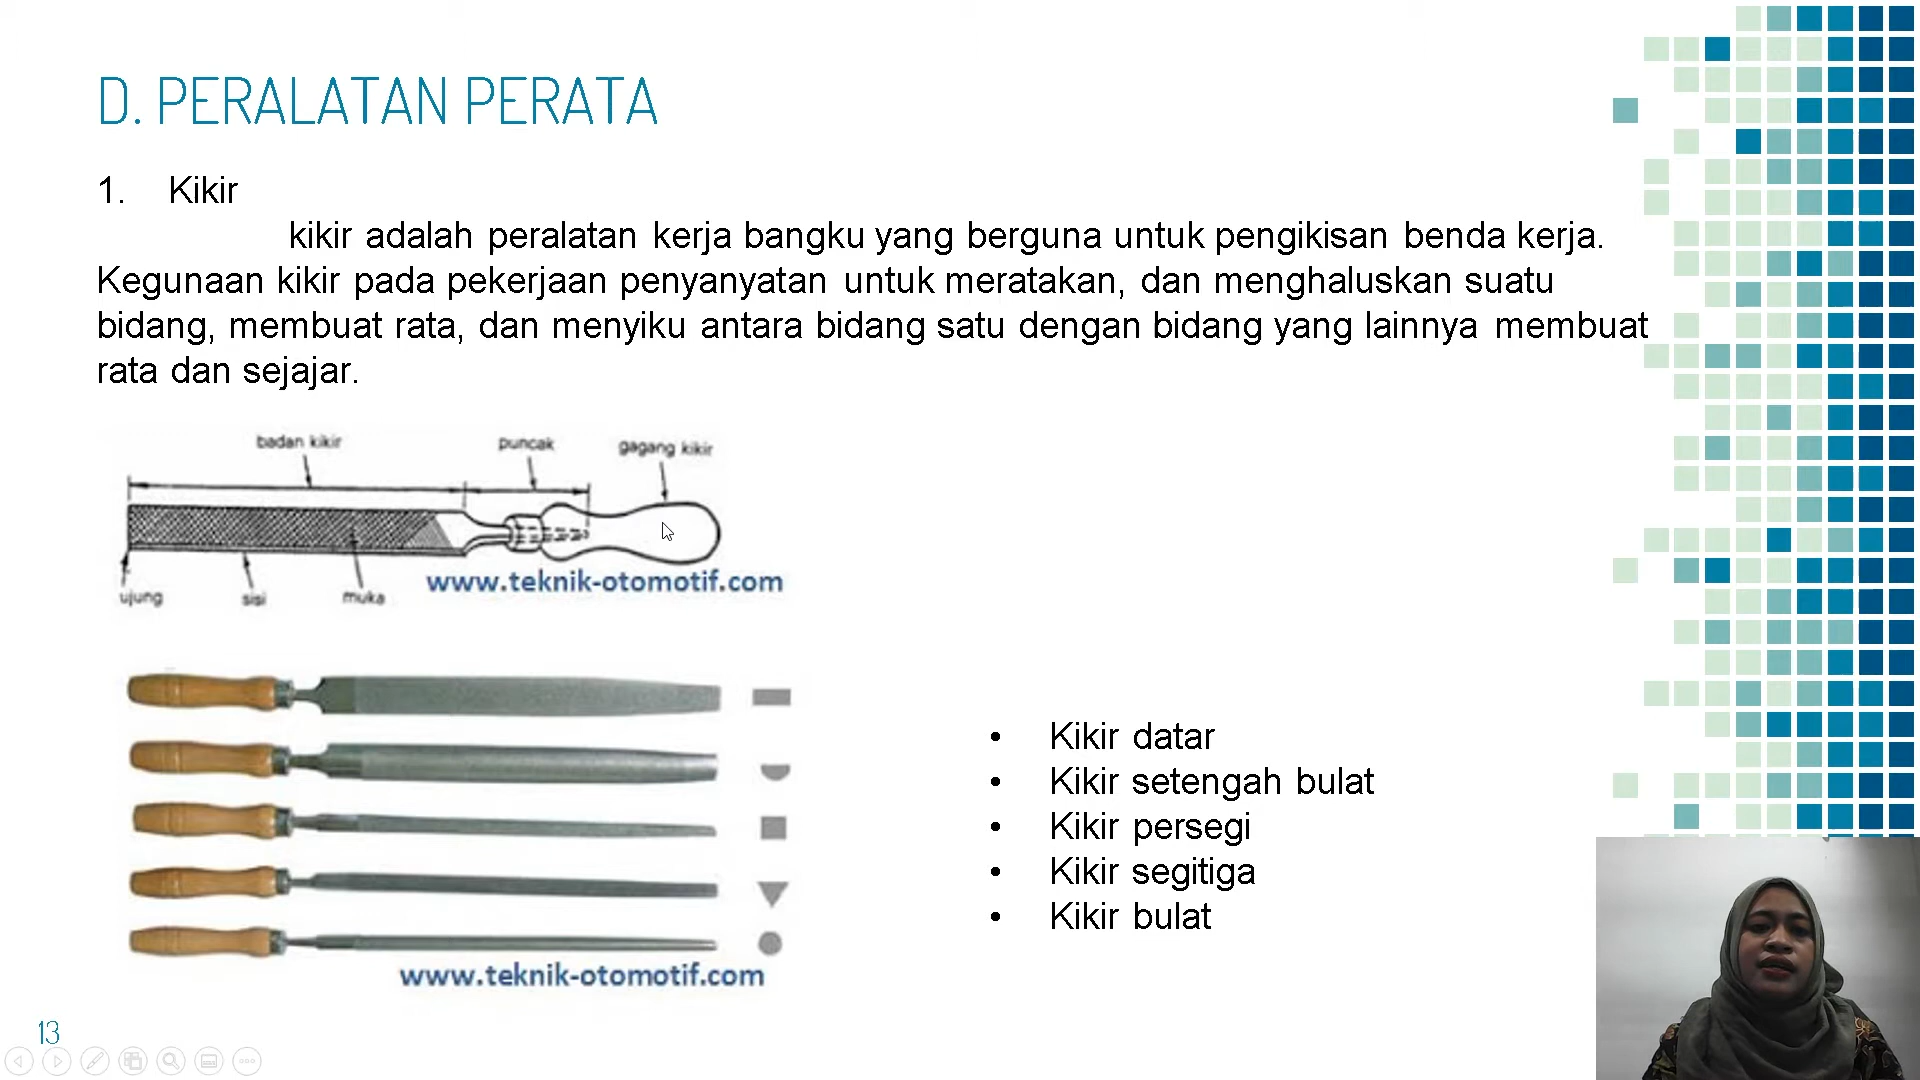 D. PERALATAN PERATA
1. Kikir
kikir adalah peralatan kerja bangku yang berguna untuk pengikisan benda kerja.
Kegunaan kikir pada pekerjaan penyanyatan untuk meratakan, dan menghaluskan suatu
bidang, membuat rata, dan menyiku antara bidang satu dengan bidang yang lainnya membuat
rata dan sejajar.
badan kikir
puncak
gagang kikir
ujung
sisi
muka
www.teknik-otomotif.com
• Kikir datar
• Kikir setengah bulat
• Kikir persegi
• Kikir segitiga
• Kikir bulat
www.teknik-otomotif.com
13